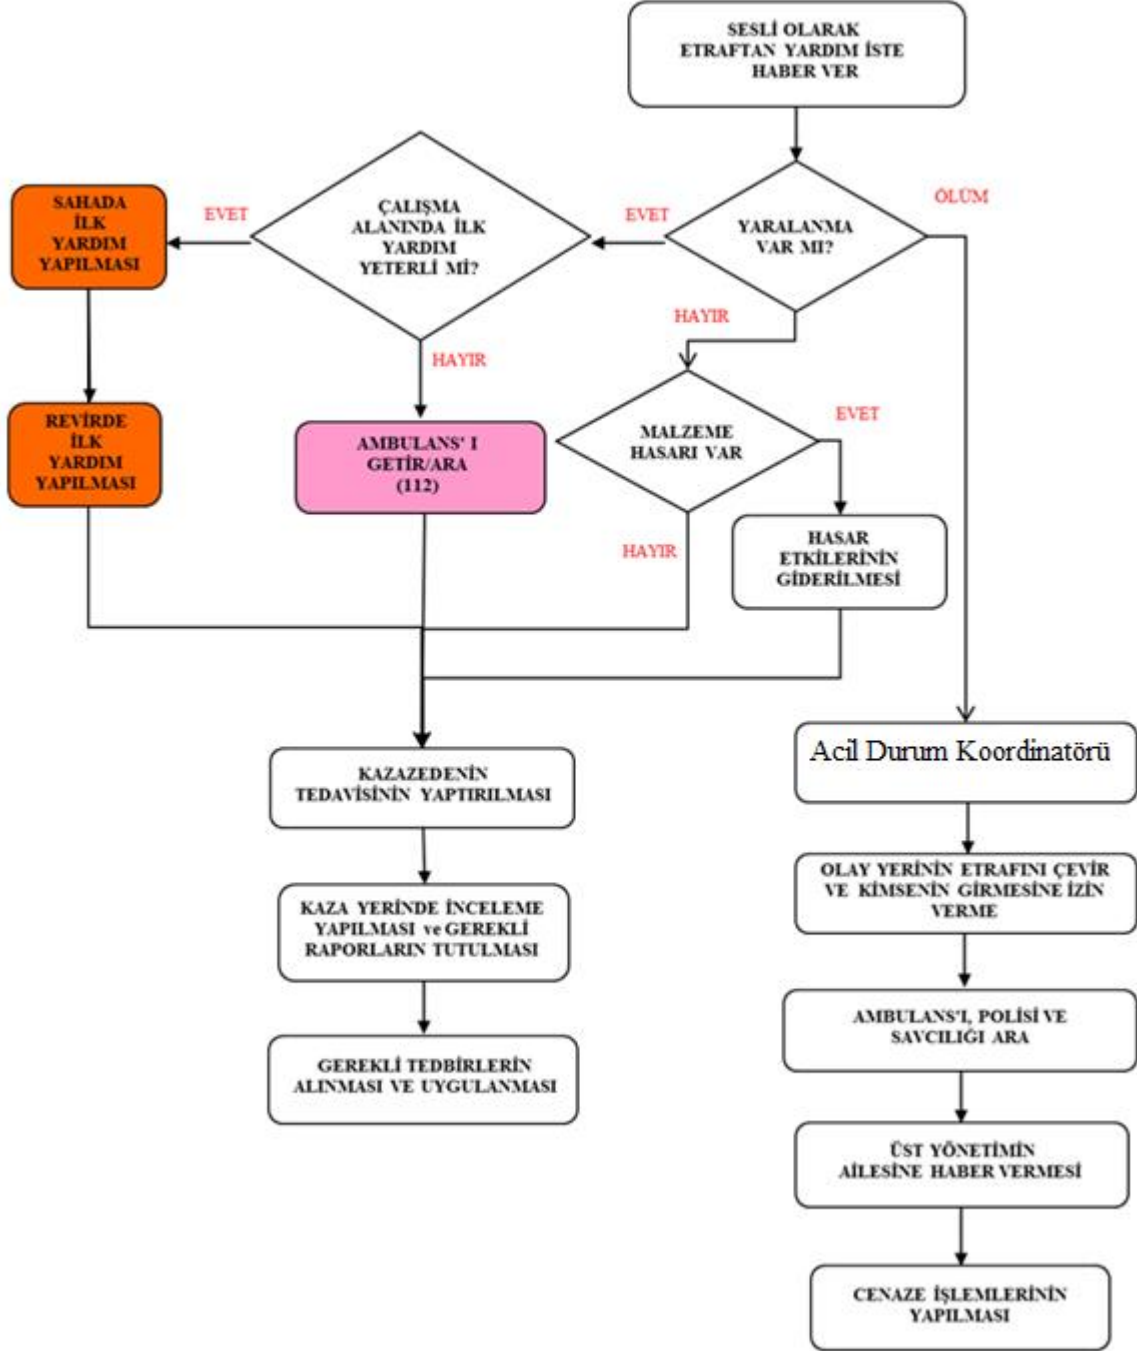 SESLİ OLARAK
ETRAFTAN YARDIM İSTE
HABER VER
ÖLÜM
YARALANMA
VAR MI?
EVET
ÇALIŞMA
ALANINDA İLK
YARDIM
YETERLİ Mİ?
EVET
SAHADA
İLK
YARDIM
YAPILMASI
HAYIR
HAYIR
REVİRDE
İLK
YARDIM
YAPILMASI
AMBULANS' I
GETİR/ARA
(112)
MALZEME
HASARI VAR
EVET
HAYIR
HASAR
ETKİLERİNİN
GİDERİLMESİ
KAZAZEDENİN
TEDAVİSİNİN YAPTIRILMASI
KAZA YERİNDE İNCELEME
YAPILMASI ve GEREKLİ
RAPORLARIN TUTULMASI
GEREKLİ TEDBİRLERİN
ALINMASI VE UYGULANMASI
Acil Durum Koordinatörü
OLAY YERİNİN ETRAFINI ÇEVİR
VE KİMSENİN GİRMESİNE İZİN
VERME
AMBULANS'I, POLİSİ VE
SAVCILIĞI ARA
ÜST YÖNETİMİN
AİLESİNE HABER VERMESİ
CENAZE İŞLEMLERİNİN
YAPILMASI